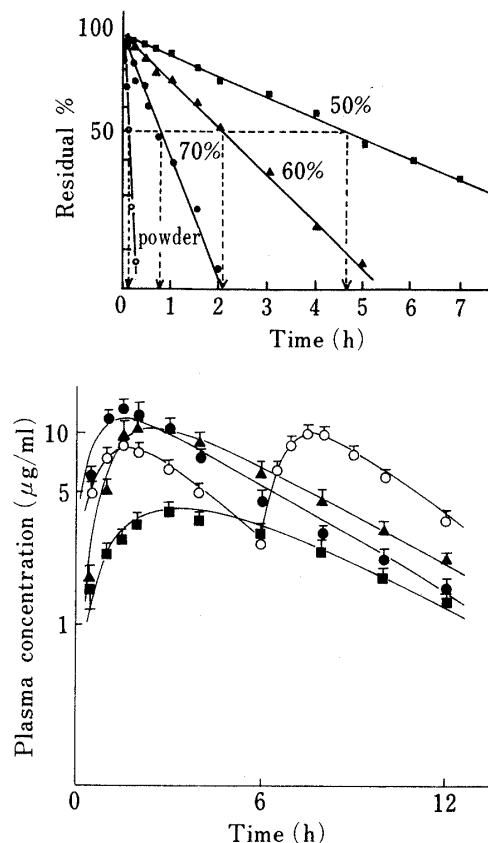 100
50
Residual %
50%
70%
60%
powder
0 1 2 3 4 5 6 7
Time (h)
10
5
1
Plasma concentration (μg/ml)
0 6 12
Time (h)